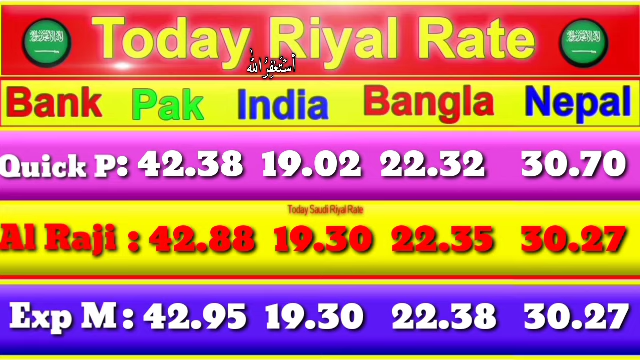 Today Riyal Rate
أستغفر الله
Bank Pak India Bangla Nepal
Quick P: 42.38 19.02 22.32 30.70
Today Saudi Riyal Rate
Al Raji : 42.88 19.30 22.35 30.27
Exp M : 42.95 19.30 22.38 30.27